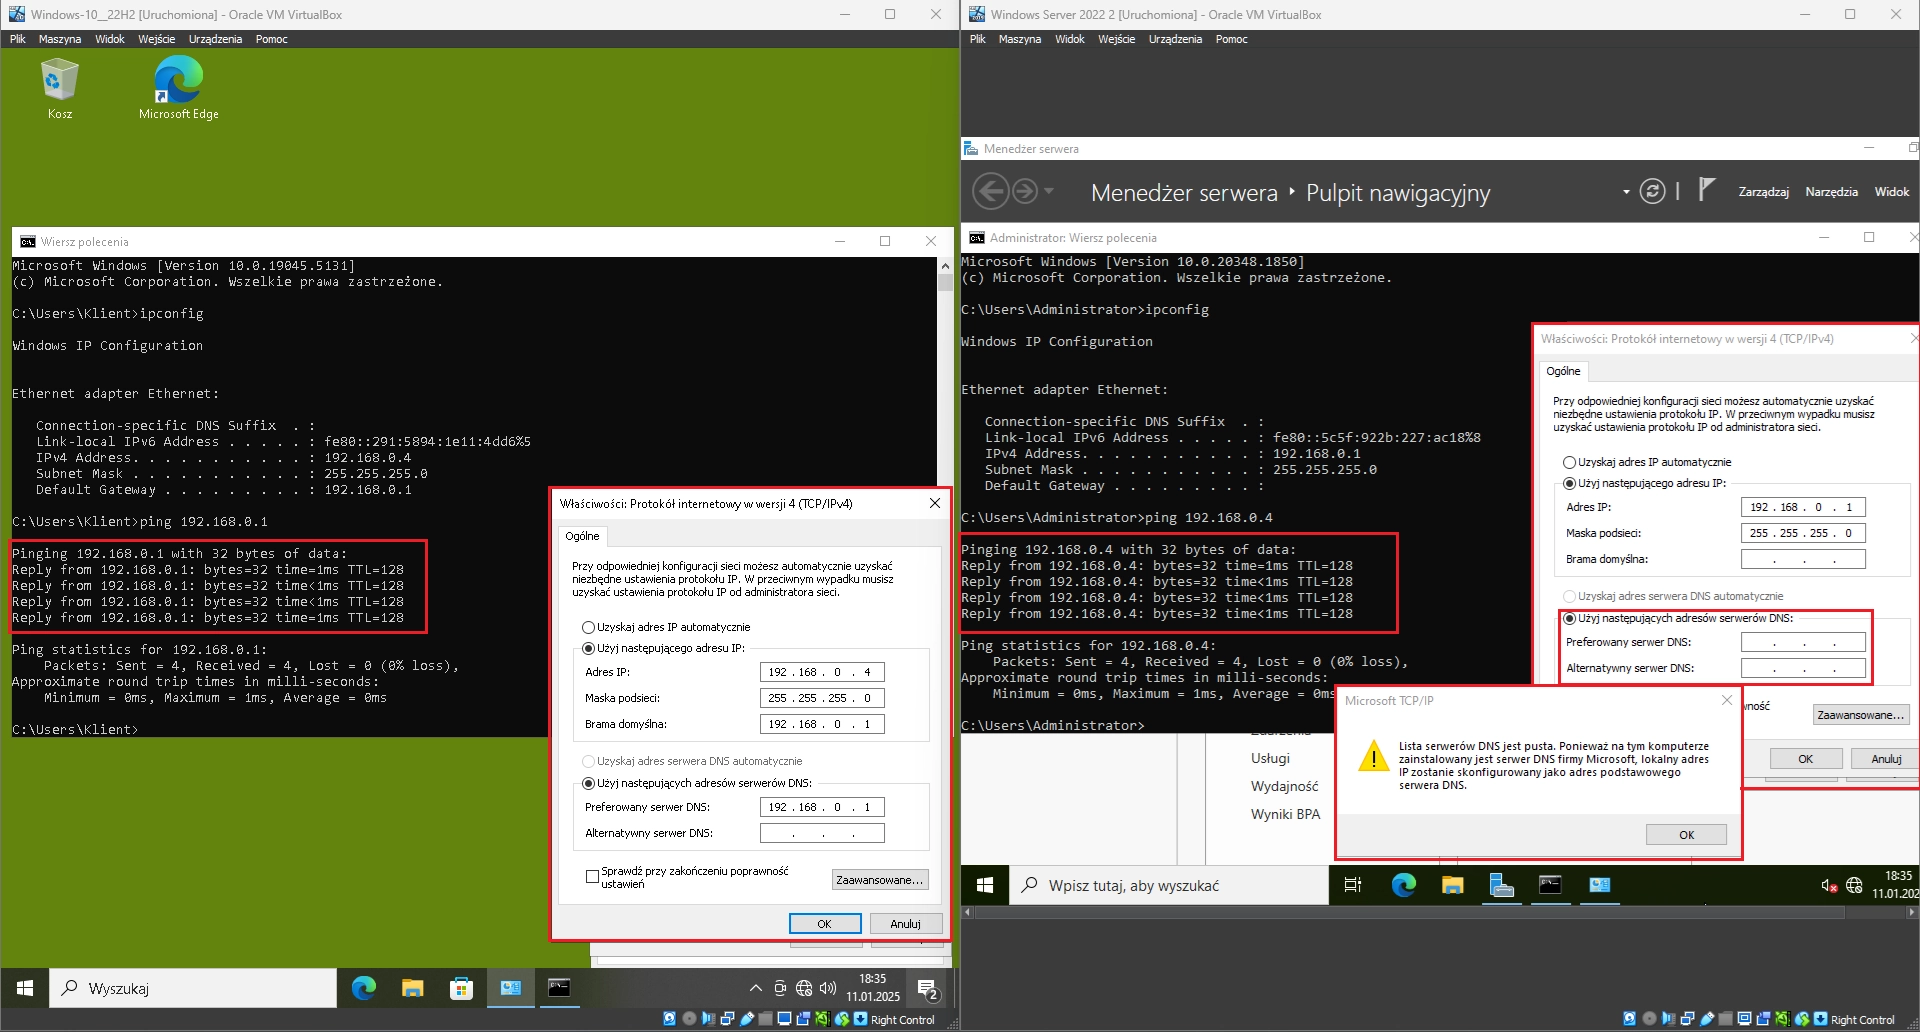 Windows-10__22H2 [Uruchomiona] - Oracle VM VirtualBox
Plik Maszyna Widok Wejście Urządzenia Pomoc
Kosz
Microsoft Edge
Wiersz polecenia
Microsoft Windows [Version 10.0.19045.5131]
(c) Microsoft Corporation. Wszelkie prawa zastrzeżone.
C:\Users\Klient>ipconfig
Windows IP Configuration
Ethernet adapter Ethernet:
Connection-specific DNS Suffix  . :
Link-local IPv6 Address . . . . . : fe80::291:5894:1e11:4dd6%5
IPv4 Address. . . . . . . . . . . : 192.168.0.4
Subnet Mask . . . . . . . . . . . : 255.255.255.0
Default Gateway . . . . . . . . . : 192.168.0.1
C:\Users\Klient>ping 192.168.0.1
Pinging 192.168.0.1 with 32 bytes of data:
Reply from 192.168.0.1: bytes=32 time=1ms TTL=128
Reply from 192.168.0.1: bytes=32 time<1ms TTL=128
Reply from 192.168.0.1: bytes=32 time<1ms TTL=128
Reply from 192.168.0.1: bytes=32 time=1ms TTL=128
Ping statistics for 192.168.0.1:
Packets: Sent = 4, Received = 4, Lost = 0 (0% loss),
Approximate round trip times in milli-seconds:
Minimum = 0ms, Maximum = 1ms, Average = 0ms
C:\Users\Klient>
Właściwości: Protokół internetowy w wersji 4 (TCP/IPv4)
Ogólne
Przy odpowiedniej konfiguracji sieci możesz automatycznie uzyskać
niezbędne ustawienia protokołu IP. W przeciwnym wypadku musisz
uzyskać ustawienia protokołu IP od administratora sieci.
Uzyskaj adres IP automatycznie
Użyj następującego adresu IP:
Adres IP: 192 . 168 . 0 . 4
Maska podsieci: 255 . 255 . 255 . 0
Brama domyślna: 192 . 168 . 0 . 1
Uzyskaj adres serwera DNS automatycznie
Użyj następujących adresów serwerów DNS:
Preferowany serwer DNS: 192 . 168 . 0 . 1
Alternatywny serwer DNS: . . .
Sprawdź przy zakończeniu poprawność
ustawień
Zaawansowane...
OK Anuluj
Wyszukaj
18:35
11.01.2025
2
Right Control
Windows Server 2022 2 [Uruchomiona] - Oracle VM VirtualBox
Plik Maszyna Widok Wejście Urządzenia Pomoc
Menedżer serwera
Menedżer serwera Pulpit nawigacyjny
Zarządzaj Narzędzia Widok
Administrator: Wiersz polecenia
Microsoft Windows [Version 10.0.20348.1850]
(c) Microsoft Corporation. Wszelkie prawa zastrzeżone.
C:\Users\Administrator>ipconfig
Windows IP Configuration
Ethernet adapter Ethernet:
Connection-specific DNS Suffix  . :
Link-local IPv6 Address . . . . . : fe80::5c5f:922b:227:ac18%8
IPv4 Address. . . . . . . . . . . : 192.168.0.1
Subnet Mask . . . . . . . . . . . : 255.255.255.0
Default Gateway . . . . . . . . . :
C:\Users\Administrator>ping 192.168.0.4
Pinging 192.168.0.4 with 32 bytes of data:
Reply from 192.168.0.4: bytes=32 time=1ms TTL=128
Reply from 192.168.0.4: bytes=32 time<1ms TTL=128
Reply from 192.168.0.4: bytes=32 time<1ms TTL=128
Reply from 192.168.0.4: bytes=32 time<1ms TTL=128
Ping statistics for 192.168.0.4:
Packets: Sent = 4, Received = 4, Lost = 0 (0% loss),
Approximate round trip times in milli-seconds:
Minimum = 0ms, Maximum = 1ms, Average = 0ms
C:\Users\Administrator>
Właściwości: Protokół internetowy w wersji 4 (TCP/IPv4)
Ogólne
Przy odpowiedniej konfiguracji sieci możesz automatycznie uzyskać
niezbędne ustawienia protokołu IP. W przeciwnym wypadku musisz
uzyskać ustawienia protokołu IP od administratora sieci.
Uzyskaj adres IP automatycznie
Użyj następującego adresu IP:
Adres IP: 192 . 168 . 0 . 1
Maska podsieci: 255 . 255 . 255 . 0
Brama domyślna: . . .
Uzyskaj adres serwera DNS automatycznie
Użyj następujących adresów serwerów DNS:
Preferowany serwer DNS: . . .
Alternatywny serwer DNS: . . .
Zaawansowane...
OK Anuluj
Microsoft TCP/IP
Lista serwerów DNS jest pusta. Ponieważ na tym komputerze
zainstalowany jest serwer DNS firmy Microsoft, lokalny adres
IP zostanie skonfigurowany jako adres podstawowego
serwera DNS.
OK
Usługi
Wydajność
Wyniki BPA
Wpisz tutaj, aby wyszukać
18:35
11.01.202
Right Control